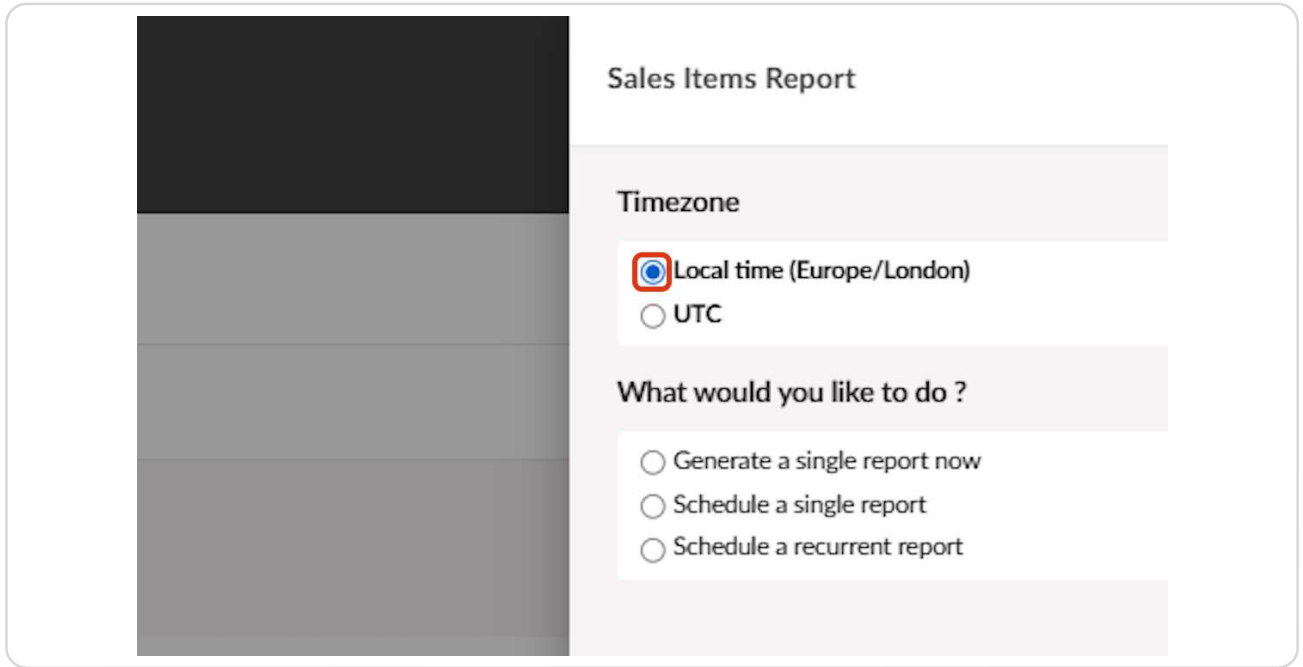 Sales Items Report
Timezone
Local time (Europe/London)
UTC
What would you like to do ?
Generate a single report now
Schedule a single report
Schedule a recurrent report